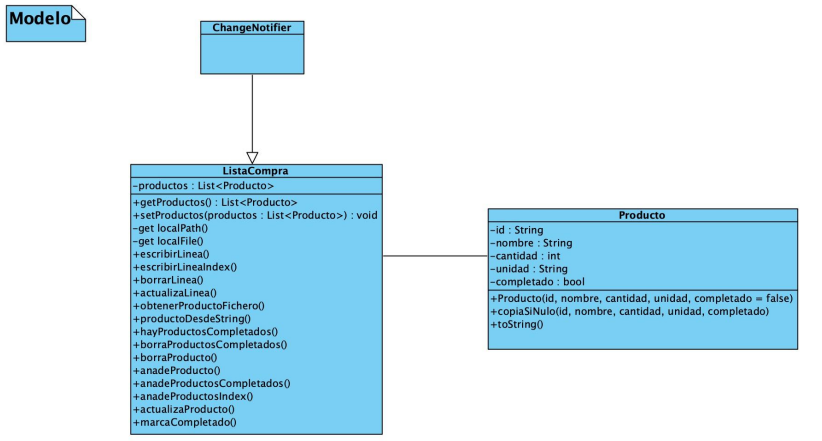 Modelo
ChangeNotifier
ListaCompra
-productos : List<Producto>
+getProductos() : List<Producto>
+setProductos(productos : List<Producto>) : void
-get localPath()
-get localFile()
+escribirLinea()
+escribirLineaIndex()
+borrarLinea()
+actualizaLinea()
+obtenerProductoFichero()
+productoDesdeString()
+hayProductosCompletados()
+borraProductosCompletados()
+borraProducto()
+anadeProducto()
+anadeProductosCompletados()
+anadeProductosIndex()
+actualizaProducto()
+marcaCompletado()
Producto
-id : String
-nombre : String
-cantidad : int
-unidad : String
-completado : bool
+Producto(id, nombre, cantidad, unidad, completado = false)
+copiaSiNulo(id, nombre, cantidad, unidad, completado)
+toString()